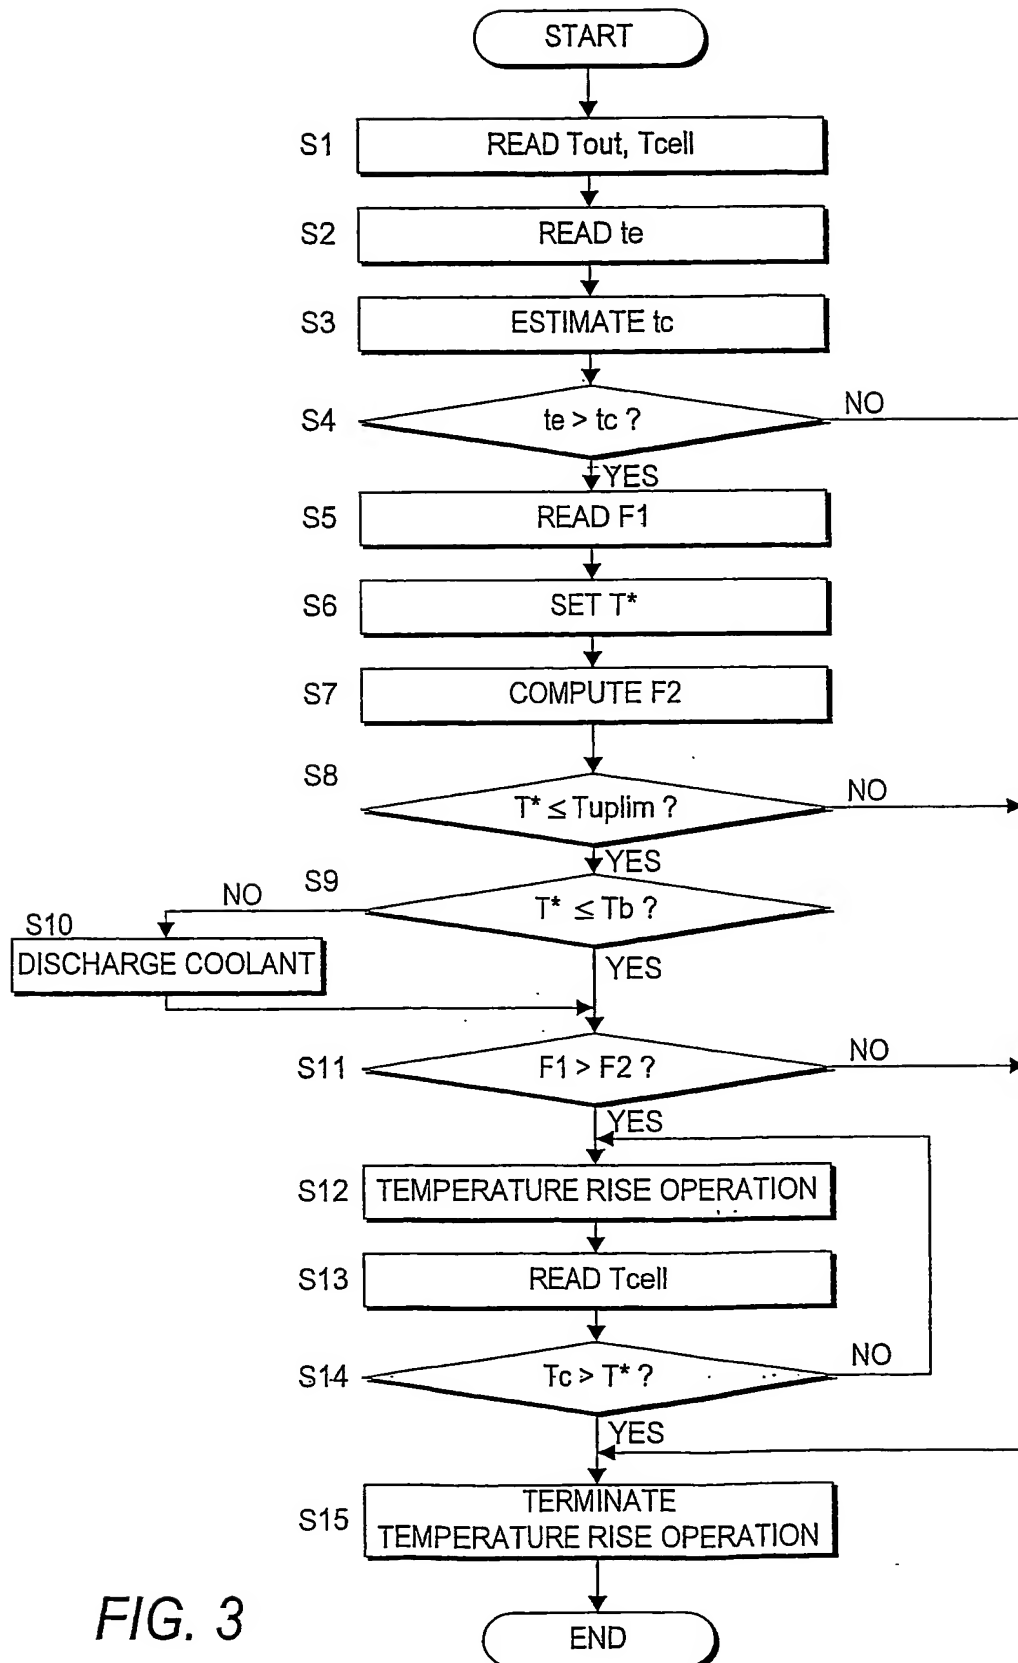 START
S1
READ Tout, Tcell
S2
READ te
S3
ESTIMATE tc
S4
te > tc ?
NO
YES
S5
READ F1
S6
SET T*
S7
COMPUTE F2
S8
T* ≤ Tuplim ?
NO
YES
S9
NO
T* ≤ Tb ?
S10
DISCHARGE COOLANT
YES
S11
F1 > F2 ?
NO
YES
S12
TEMPERATURE RISE OPERATION
S13
READ Tcell
S14
Tc > T* ?
NO
YES
S15
TERMINATE
TEMPERATURE RISE OPERATION
END
FIG. 3